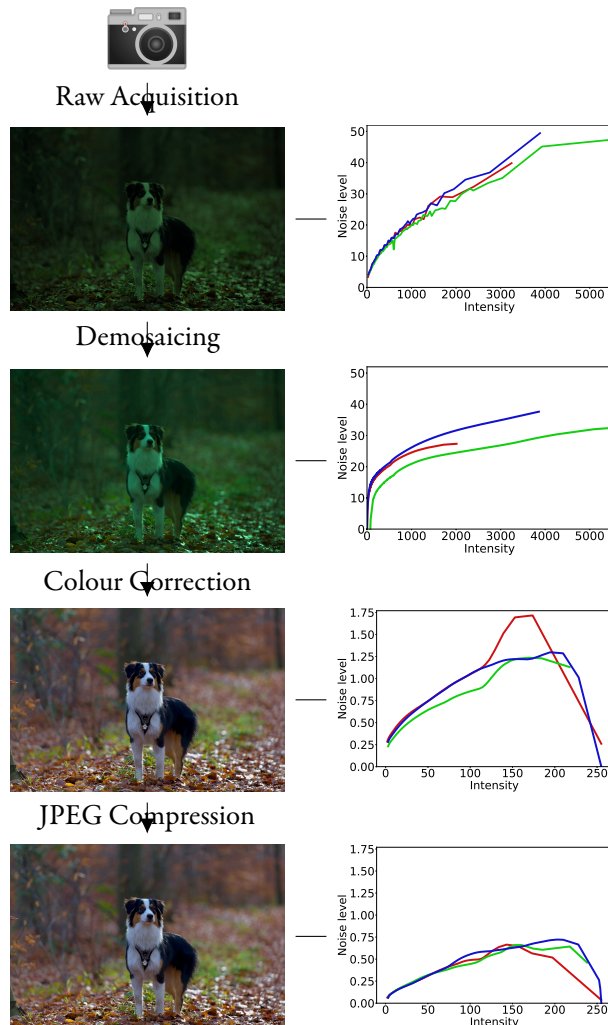 Raw Acquisition
50
40
30
20
10
0
Noise level
0 1000 2000 3000 4000 5000
Intensity
Demosaicing
50
40
30
20
10
0
Noise level
0 1000 2000 3000 4000 5000
Intensity
Colour Correction
1.75
1.50
1.25
1.00
0.75
0.50
0.25
0.00
Noise level
0 50 100 150 200 250
Intensity
JPEG Compression
1.75
1.50
1.25
1.00
0.75
0.50
0.25
0.00
Noise level
0 50 100 150 200 250
Intensity